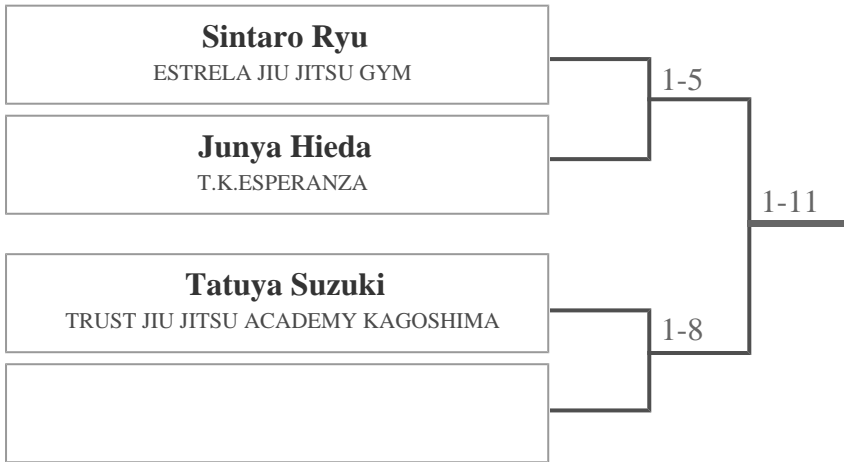 Sintaro Ryu
ESTRELA JIU JITSU GYM
1-5
Junya Hieda
T.K.ESPERANZA
1-11
Tatuya Suzuki
TRUST JIU JITSU ACADEMY KAGOSHIMA
1-8